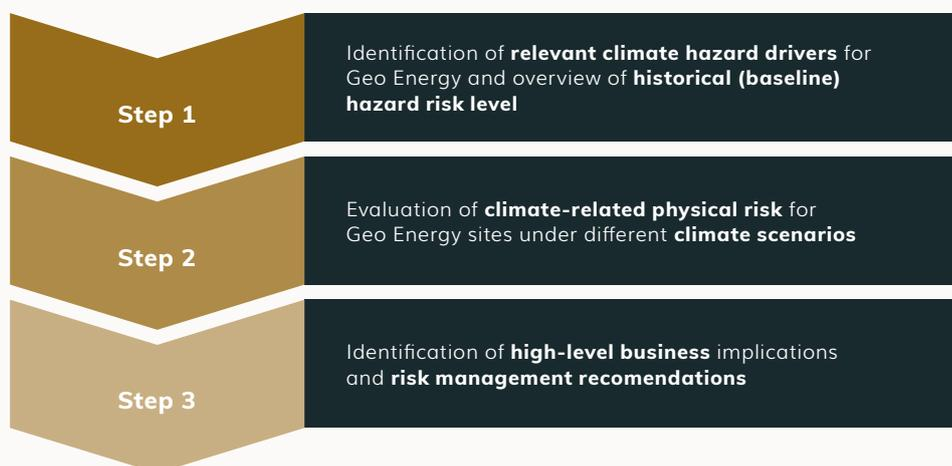 Step 1
Identification of relevant climate hazard drivers for
Geo Energy and overview of historical (baseline)
hazard risk level
Step 2
Evaluation of climate-related physical risk for
Geo Energy sites under different climate scenarios
Step 3
Identification of high-level business implications
and risk management recomendations